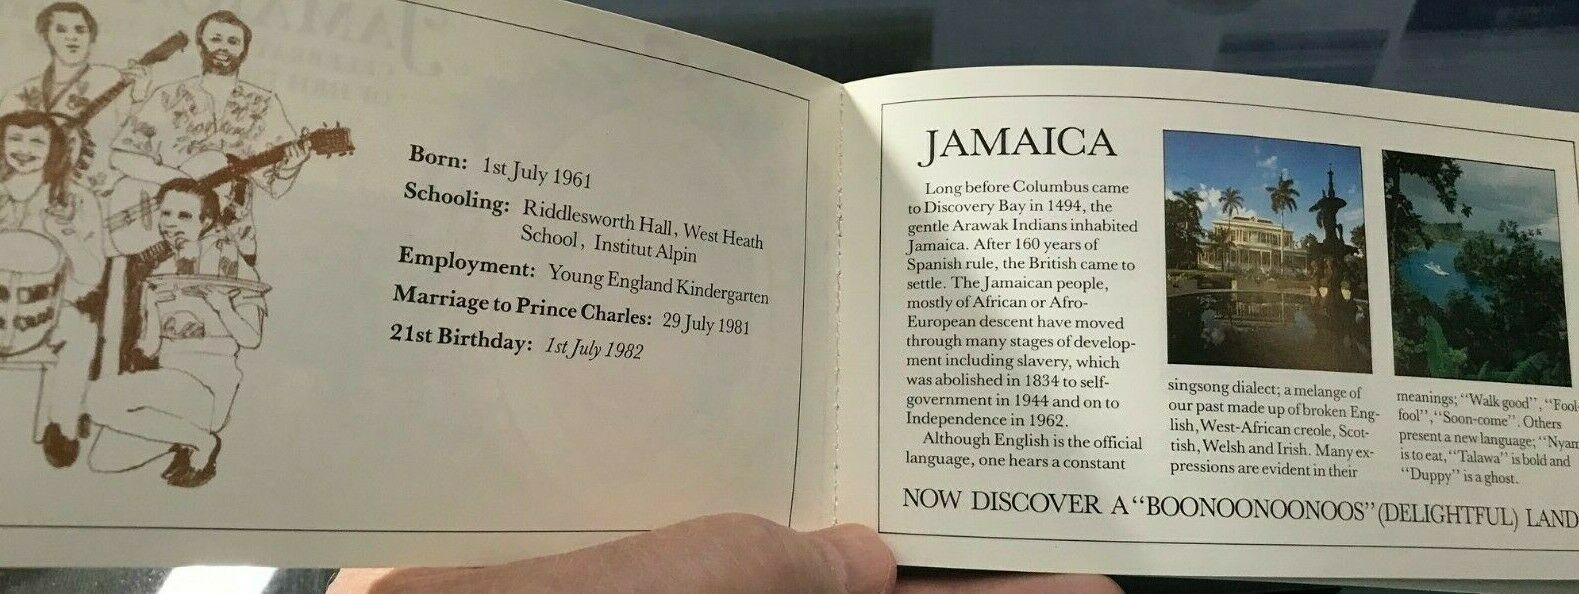 Born: 1st July 1961
Schooling: Riddlesworth Hall, West Heath
School, Institut Alpin
Employment: Young England Kindergarten
Marriage to Prince Charles: 29 July 1981
21st Birthday: 1st July 1982
JAMAICA
Long before Columbus came
to Discovery Bay in 1494, the
gentle Arawak Indians inhabited
Jamaica. After 160 years of
Spanish rule, the British came to
settle. The Jamaican people,
mostly of African or Afro-
European descent have moved
through many stages of develop-
ment including slavery, which
was abolished in 1834 to self-
government in 1944 and on to
Independence in 1962.
Although English is the official
language, one hears a constant
singsong dialect; a melange of
our past made up of broken Eng-
lish, West-African creole, Scot-
tish, Welsh and Irish. Many ex-
pressions are evident in their
meanings; "Walk good", "Fool-
fool", "Soon-come". Others
present a new language; "Nyam
is to eat, "Talawa" is bold and
"Duppy" is a ghost.
NOW DISCOVER A "BOONOONOONOOS" (DELIGHTFUL) LAND